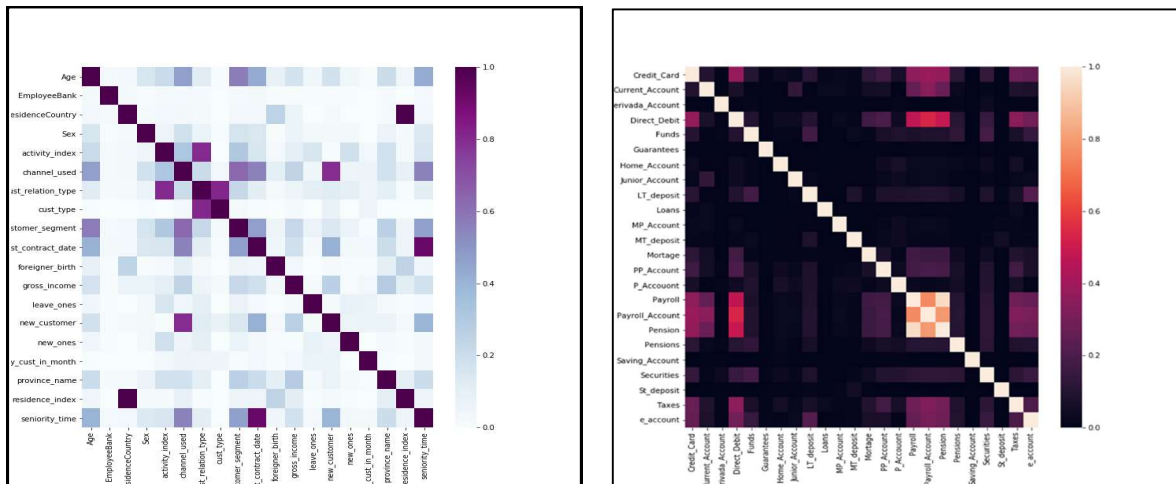 Age
EmployeeBank
esidenceCountry
Sex
activity_index
channel_used
ust_relation_type
cust_type
stomer_segment
st_contract_date
foreigner_birth
gross_income
leave_ones
new_customer
new_ones
y_cust_in_month
province_name
residence_index
seniority_time
Age
EmployeeBank
sidenceCountry
Sex
activity_index
channel_used
st_relation_type
cust_type
omer_segment
contract_date
foreigner_birth
gross_income
leave_ones
new_customer
new_ones
cust_in_month
province_name
esidence_index
seniority_time
1.0
0.8
0.6
0.4
0.2
0.0
Credit_Card
Current_Account
erivada_Account
Direct_Debit
Funds
Guarantees
Home_Account
Junior_Account
LT_deposit
Loans
MP_Account
MT_deposit
Mortage
PP_Account
P_Account
Payroll
Payroll_Account
Pension
Pensions
Saving_Account
Securities
St_deposit
Taxes
e_account
Credit_Card
urrent_Account
ivada_Account
Direct_Debit
Funds
Guarantees
Home_Account
Junior_Account
LT_deposit
Loans
MP_Account
MT_deposit
Mortage
PP_Account
P_Account
Payroll
Payroll_Account
Pension
Pensions
Saving_Account
Securities
St_deposit
Taxes
e_account
1.0
0.8
0.6
0.4
0.2
0.0